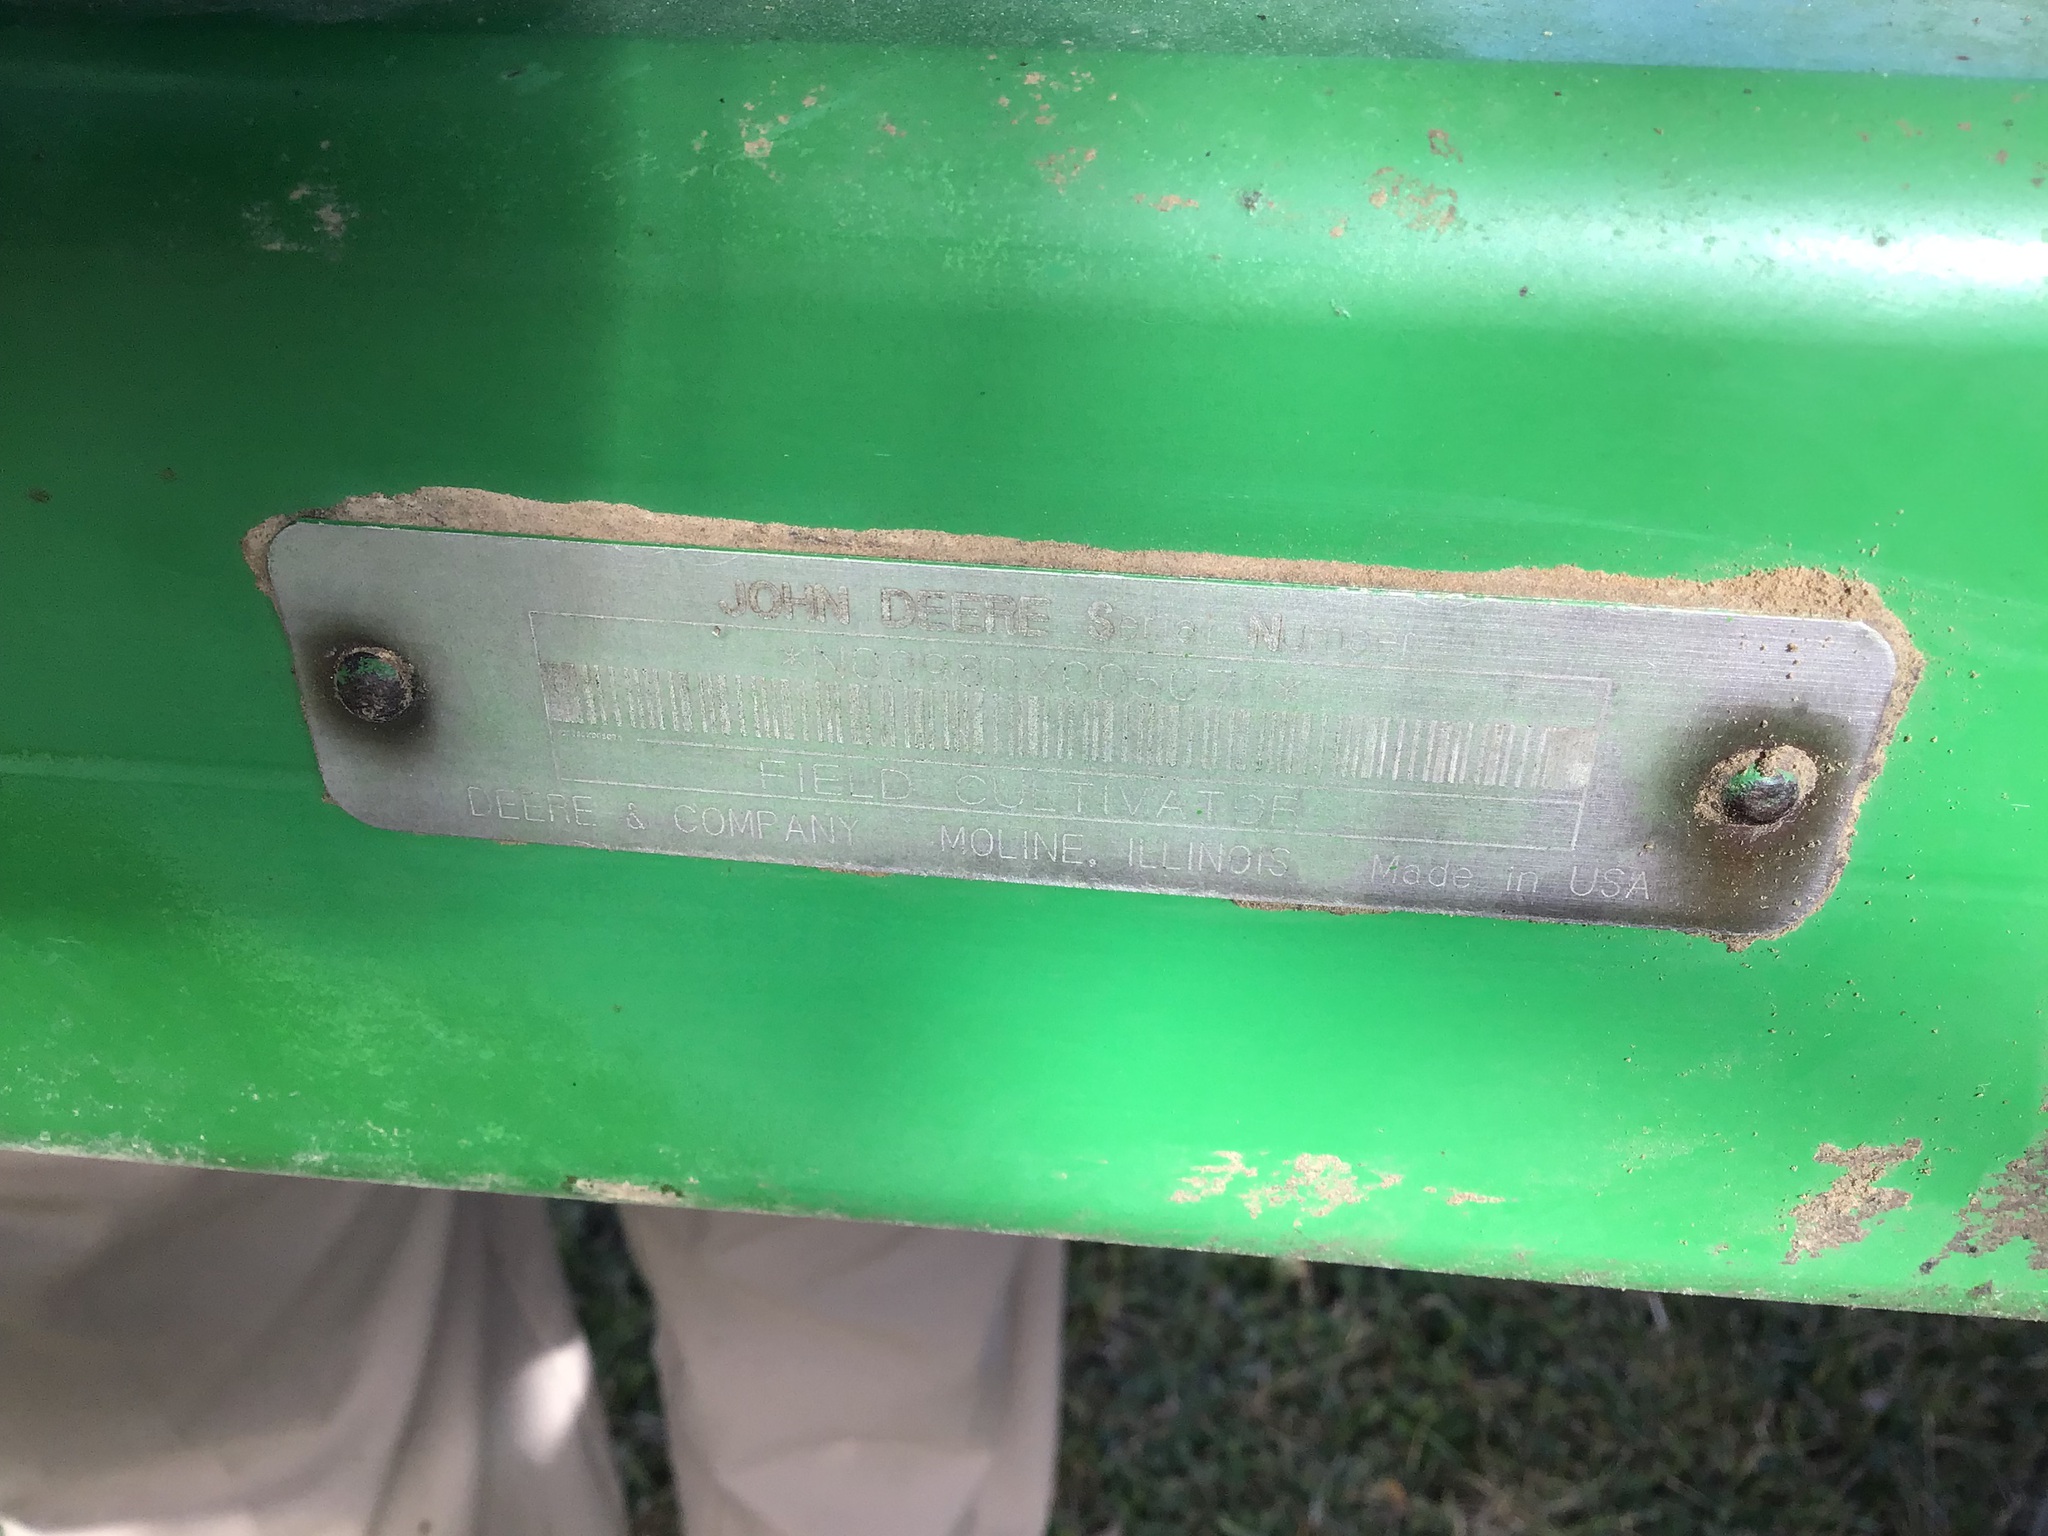 JOHN DEERE Serial Number
FIELD CULTIVATOR
DEERE & COMPANY MOLINE, ILLINOIS Made in USA